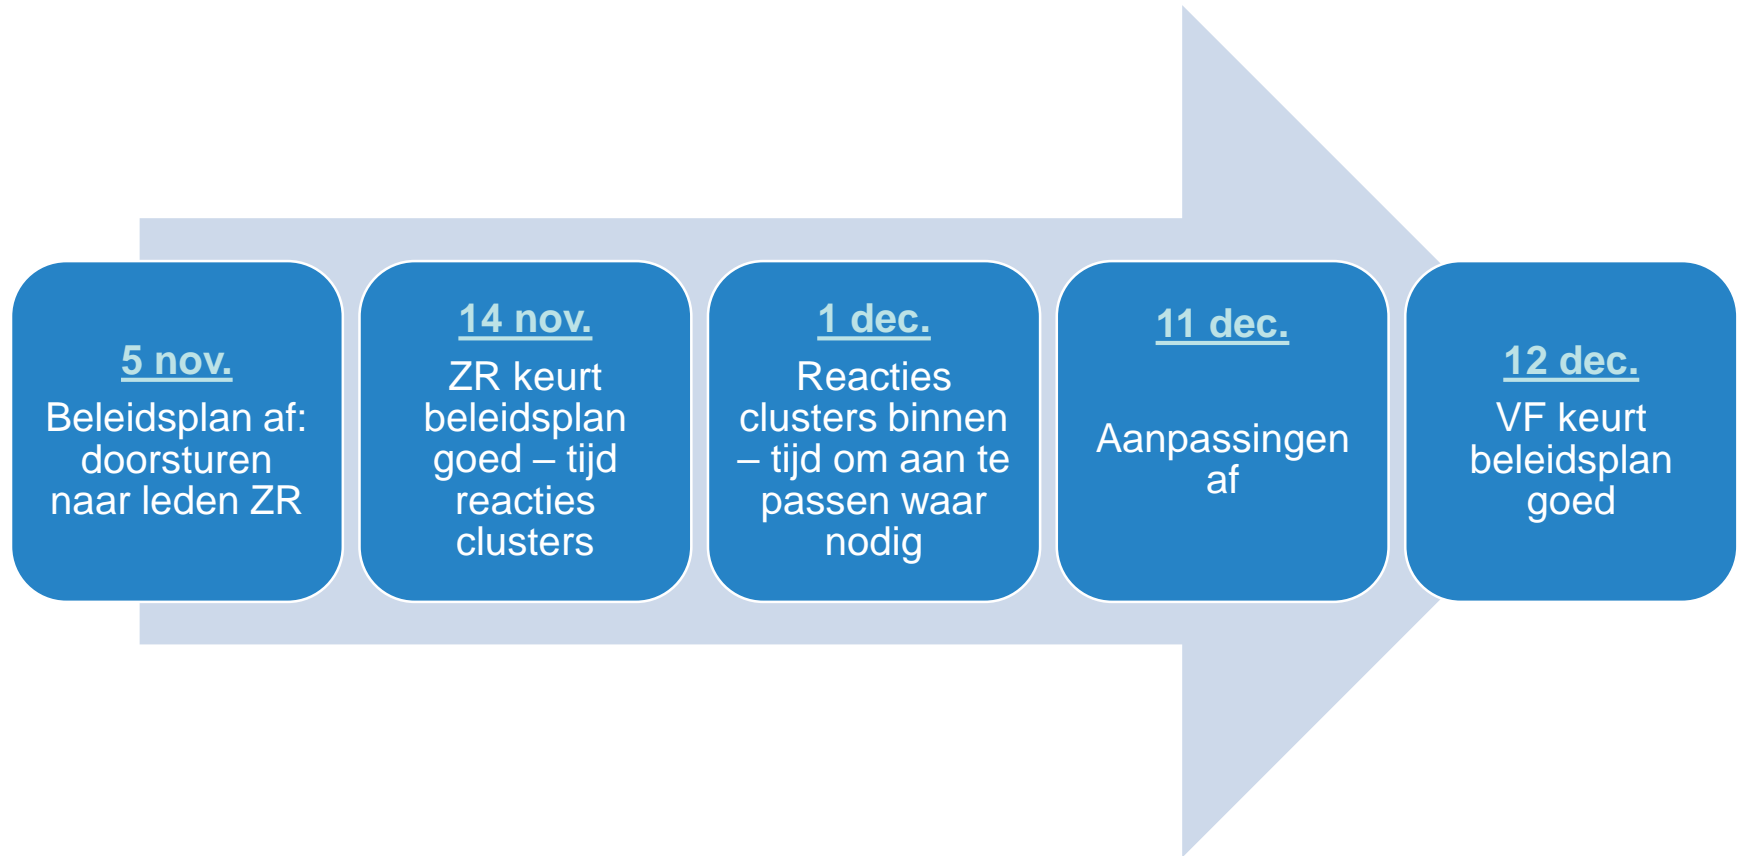 5 nov.
Beleidsplan af:
doorsturen
naar leden ZR
14 nov.
ZR keurt
beleidsplan
goed – tijd
reacties
clusters
1 dec.
Reacties
clusters binnen
– tijd om aan te
passen waar
nodig
11 dec.
Aanpassingen
af
12 dec.
VF keurt
beleidsplan
goed